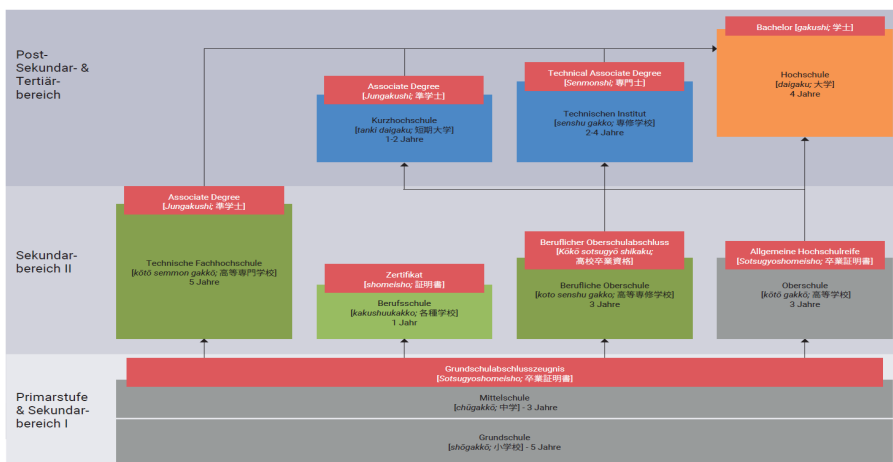 Post-
Sekundar- &
Tertiär-
bereich
Bachelor [gakushi; 学士]
Hochschule
[daigaku; 大学]
4 Jahre
Associate Degree
[Jungakushi; 準学士]
Kurzhochschule
[tanki daigaku; 短期大学]
1-2 Jahre
Technical Associate Degree
[Senmonshi; 専門士]
Technischen Institut
[senshu gakko; 専修学校]
2-4 Jahre
Sekundar-
bereich II
Associate Degree
[Jungakushi; 準学士]
Technische Fachhochschule
[kōtō semmon gakkō; 高等専門学校]
5 Jahre
Zertifikat
[shomeisho; 証明書]
Berufsschule
[kakushuukakko; 各種学校]
1 Jahr
Beruflicher Oberschulabschluss
[Kōkō sotsugyō shikaku;
高校卒業資格]
Berufliche Oberschule
[koto senshu gakko; 高等専修学校]
3 Jahre
Allgemeine Hochschulreife
[Sotsugyoshomeisho; 卒業証明書]
Oberschule
[kōtō gakkō; 高等学校]
3 Jahre
Primarstufe
& Sekundar-
bereich I
Grundschulabschlusszeugnis
[Sotsugyoshomeisho; 卒業証明書]
Mittelschule
[chūgakkō; 中学] - 3 Jahre
Grundschule
[shōgakkō; 小学校] - 5 Jahre